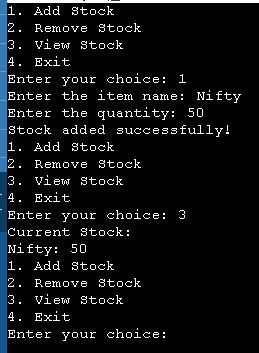 1. Add Stock
2. Remove Stock
3. View Stock
4. Exit
Enter your choice: 1
Enter the item name: Nifty
Enter the quantity: 50
Stock added successfully!
1. Add Stock
2. Remove Stock
3. View Stock
4. Exit
Enter your choice: 3
Current Stock:
Nifty: 50
1. Add Stock
2. Remove Stock
3. View Stock
4. Exit
Enter your choice: